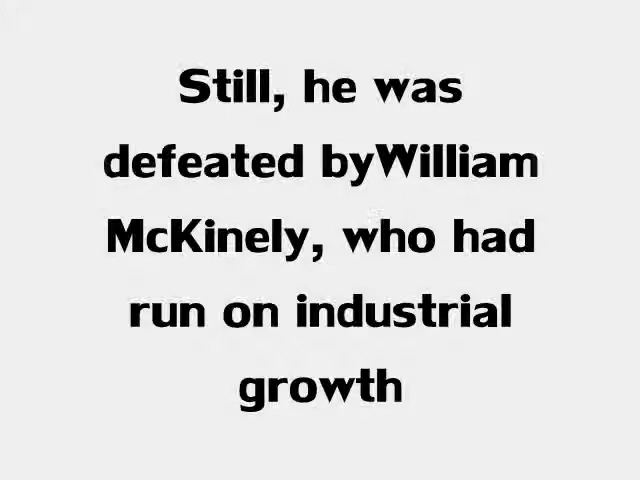 Still, he was
defeated byWilliam
McKinely, who had
run on industrial
growth